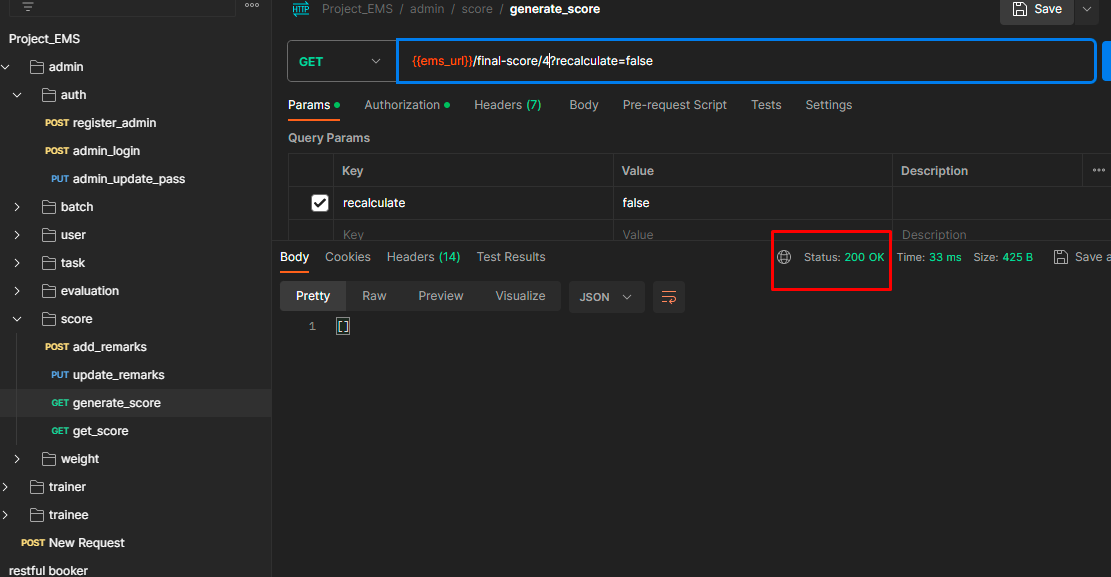 Project_EMS
admin
auth
POST register_admin
POST admin_login
PUT admin_update_pass
batch
user
task
evaluation
score
POST add_remarks
PUT update_remarks
GET generate_score
GET get_score
weight
trainer
trainee
POST New Request
restful booker
HTTP Project_EMS / admin / score / generate_score
Save
GET {{ems_url}}/final-score/4?recalculate=false
Params Authorization Headers (7) Body Pre-request Script Tests Settings
Query Params
Key Value Description
recalculate false
Key Value Description
Body Cookies Headers (14) Test Results Status: 200 OK Time: 33 ms Size: 425 B Save a
Pretty Raw Preview Visualize JSON
1 []